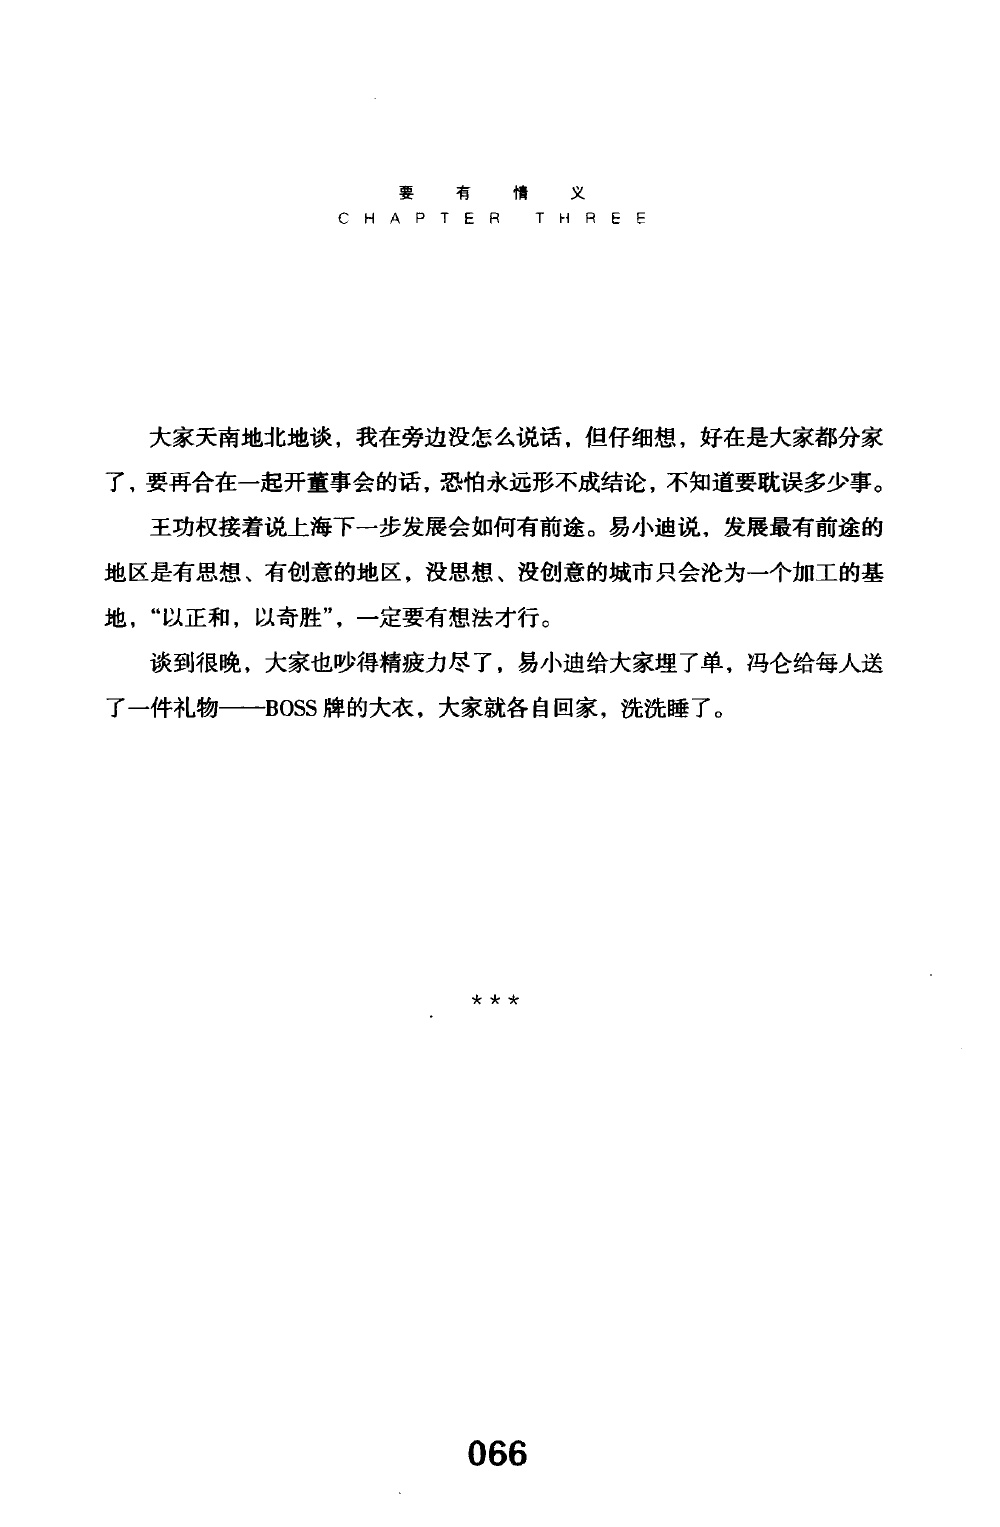 要有情义
CHAPTER THREE
大家天南地北地谈，我在旁边没怎么说话，但仔细想，好在是大家都分家
了，要再合在一起开董事会的话，恐怕永远形不成结论，不知道要耽误多少事。
王功权接着说上海下一步发展会如何有前途。易小迪说，发展最有前途的
地区是有思想、有创意的地区，没思想、没创意的城市只会沦为一个加工的基
地，“以正和，以奇胜”，一定要有想法才行。
谈到很晚，大家也吵得精疲力尽了，易小迪给大家埋了单，冯仑给每人送
了一件礼物——BOSS 牌的大衣，大家就各自回家，洗洗睡了。
***
066